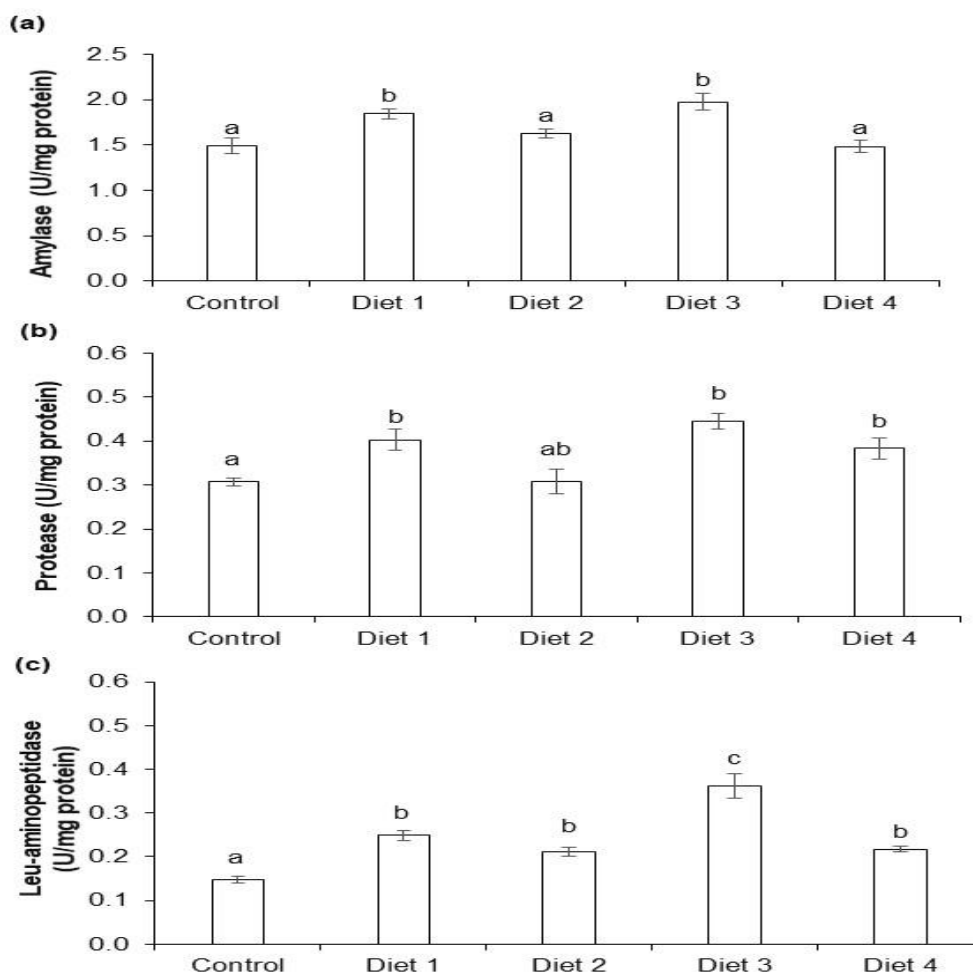 (a)
Amylase (U/mg protein)
2.5
2.0
1.5
1.0
0.5
0.0
a
b
a
b
a
Control Diet 1 Diet 2 Diet 3 Diet 4
(b)
Protease (U/mg protein)
0.6
0.5
0.4
0.3
0.2
0.1
0.0
a
b
ab
b
b
Control Diet 1 Diet 2 Diet 3 Diet 4
(c)
Leu-aminopeptidase
(U/mg protein)
0.6
0.5
0.4
0.3
0.2
0.1
0.0
a
b
b
c
b
Control Diet 1 Diet 2 Diet 3 Diet 4